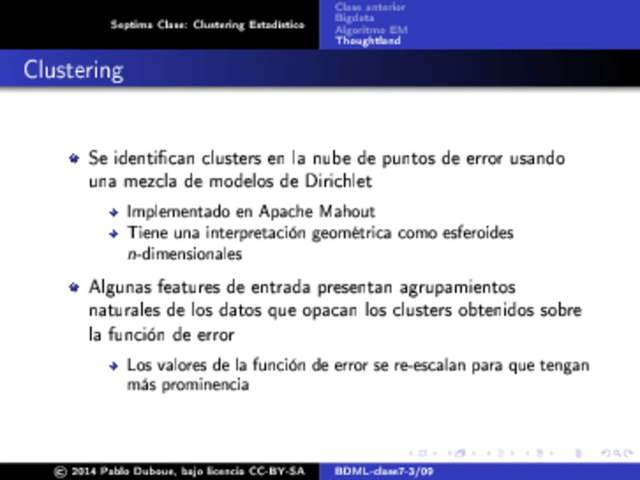 Septima Clase: Clustering Estadístico
Clase anterior
Bigdata
Algoritmo EM
Thoughtland
Clustering
Se identifican clusters en la nube de puntos de error usando
una mezcla de modelos de Dirichlet
Implementado en Apache Mahout
Tiene una interpretación geométrica como esferoides
n-dimensionales
Algunas features de entrada presentan agrupamientos
naturales de los datos que opacan los clusters obtenidos sobre
la función de error
Los valores de la función de error se re-escalan para que tengan
más prominencia
© 2014 Pablo Duboue, bajo licencia CC-BY-SA
BDML-clase7-3/09